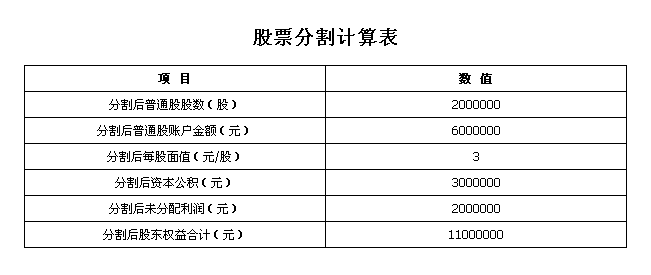 股票分割计算表
项 目 数 值
分割后普通股股数（股） 2000000
分割后普通股账户金额（元） 6000000
分割后每股面值（元/股） 3
分割后资本公积（元） 3000000
分割后未分配利润（元） 2000000
分割后股东权益合计（元） 11000000